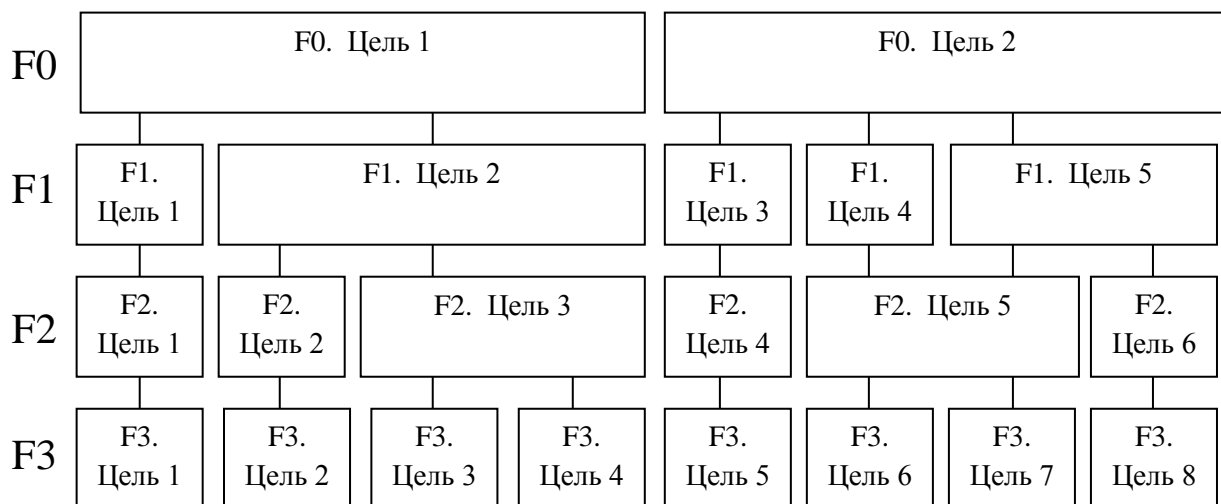 F0
F0. Цель 1
F0. Цель 2
F1
F1.
Цель 1
F1. Цель 2
F1.
Цель 3
F1.
Цель 4
F1. Цель 5
F2
F2.
Цель 1
F2.
Цель 2
F2. Цель 3
F2.
Цель 4
F2. Цель 5
F2.
Цель 6
F3
F3.
Цель 1
F3.
Цель 2
F3.
Цель 3
F3.
Цель 4
F3.
Цель 5
F3.
Цель 6
F3.
Цель 7
F3.
Цель 8